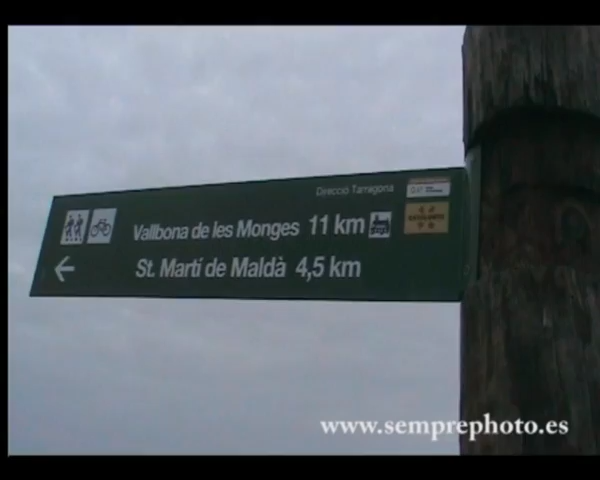 Direcció Tarragona
Vallbona de les Monges 11 km
St. Martí de Maldà 4,5 km
www.semprephoto.es